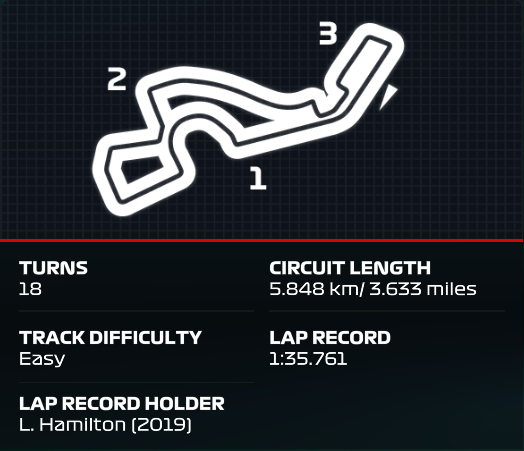 3
2
1
TURNS
18
CIRCUIT LENGTH
5.848 km/ 3.633 miles
TRACK DIFFICULTY
Easy
LAP RECORD
1:35.761
LAP RECORD HOLDER
L. Hamilton (2019)